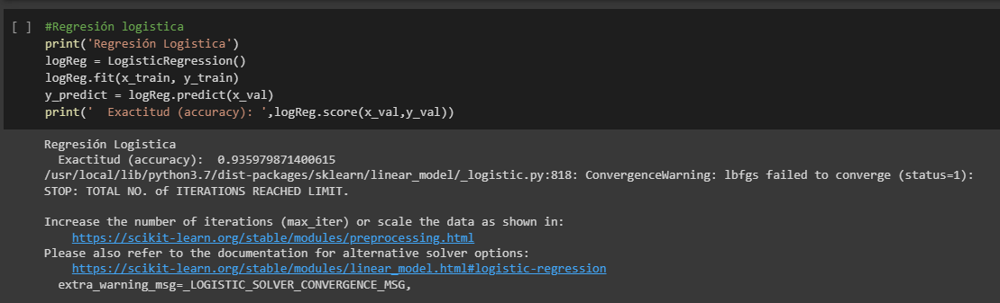 [ ] #Regresión logistica
print('Regresión Logistica')
logReg = LogisticRegression()
logReg.fit(x_train, y_train)
y_predict = logReg.predict(x_val)
print('  Exactitud (accuracy): ',logReg.score(x_val,y_val))
Regresión Logistica
  Exactitud (accuracy):  0.935979871400615
/usr/local/lib/python3.7/dist-packages/sklearn/linear_model/_logistic.py:818: ConvergenceWarning: lbfgs failed to converge (status=1):
STOP: TOTAL NO. of ITERATIONS REACHED LIMIT.
Increase the number of iterations (max_iter) or scale the data as shown in:
    https://scikit-learn.org/stable/modules/preprocessing.html
Please also refer to the documentation for alternative solver options:
    https://scikit-learn.org/stable/modules/linear_model.html#logistic-regression
  extra_warning_msg=_LOGISTIC_SOLVER_CONVERGENCE_MSG,